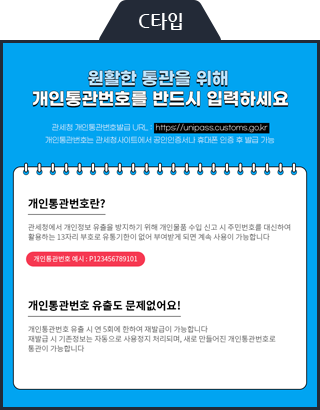 C타입
원활한 통관을 위해
개인통관번호를 반드시 입력하세요
관세청 개인통관번호발급 URL : https://unipass.customs.go.kr
개인통관번호는 관세청사이트에서 공인인증서나 휴대폰 인증 후 발급 가능
개인통관번호란?
관세청에서 개인정보 유출을 방지하기 위해 개인물품 수입 신고 시 주민번호를 대신하여
활용하는 13자리 부호로 유통기한이 없어 부여받게 되면 계속 사용이 가능합니다
개인통관번호 예시 : P123456789101
개인통관번호 유출도 문제없어요!
개인통관번호 유출 시 연 5회에 한하여 재발급이 가능합니다
재발급 시 기존정보는 자동으로 사용정지 처리되며, 새로 만들어진 개인통관번호로
통관이 가능합니다